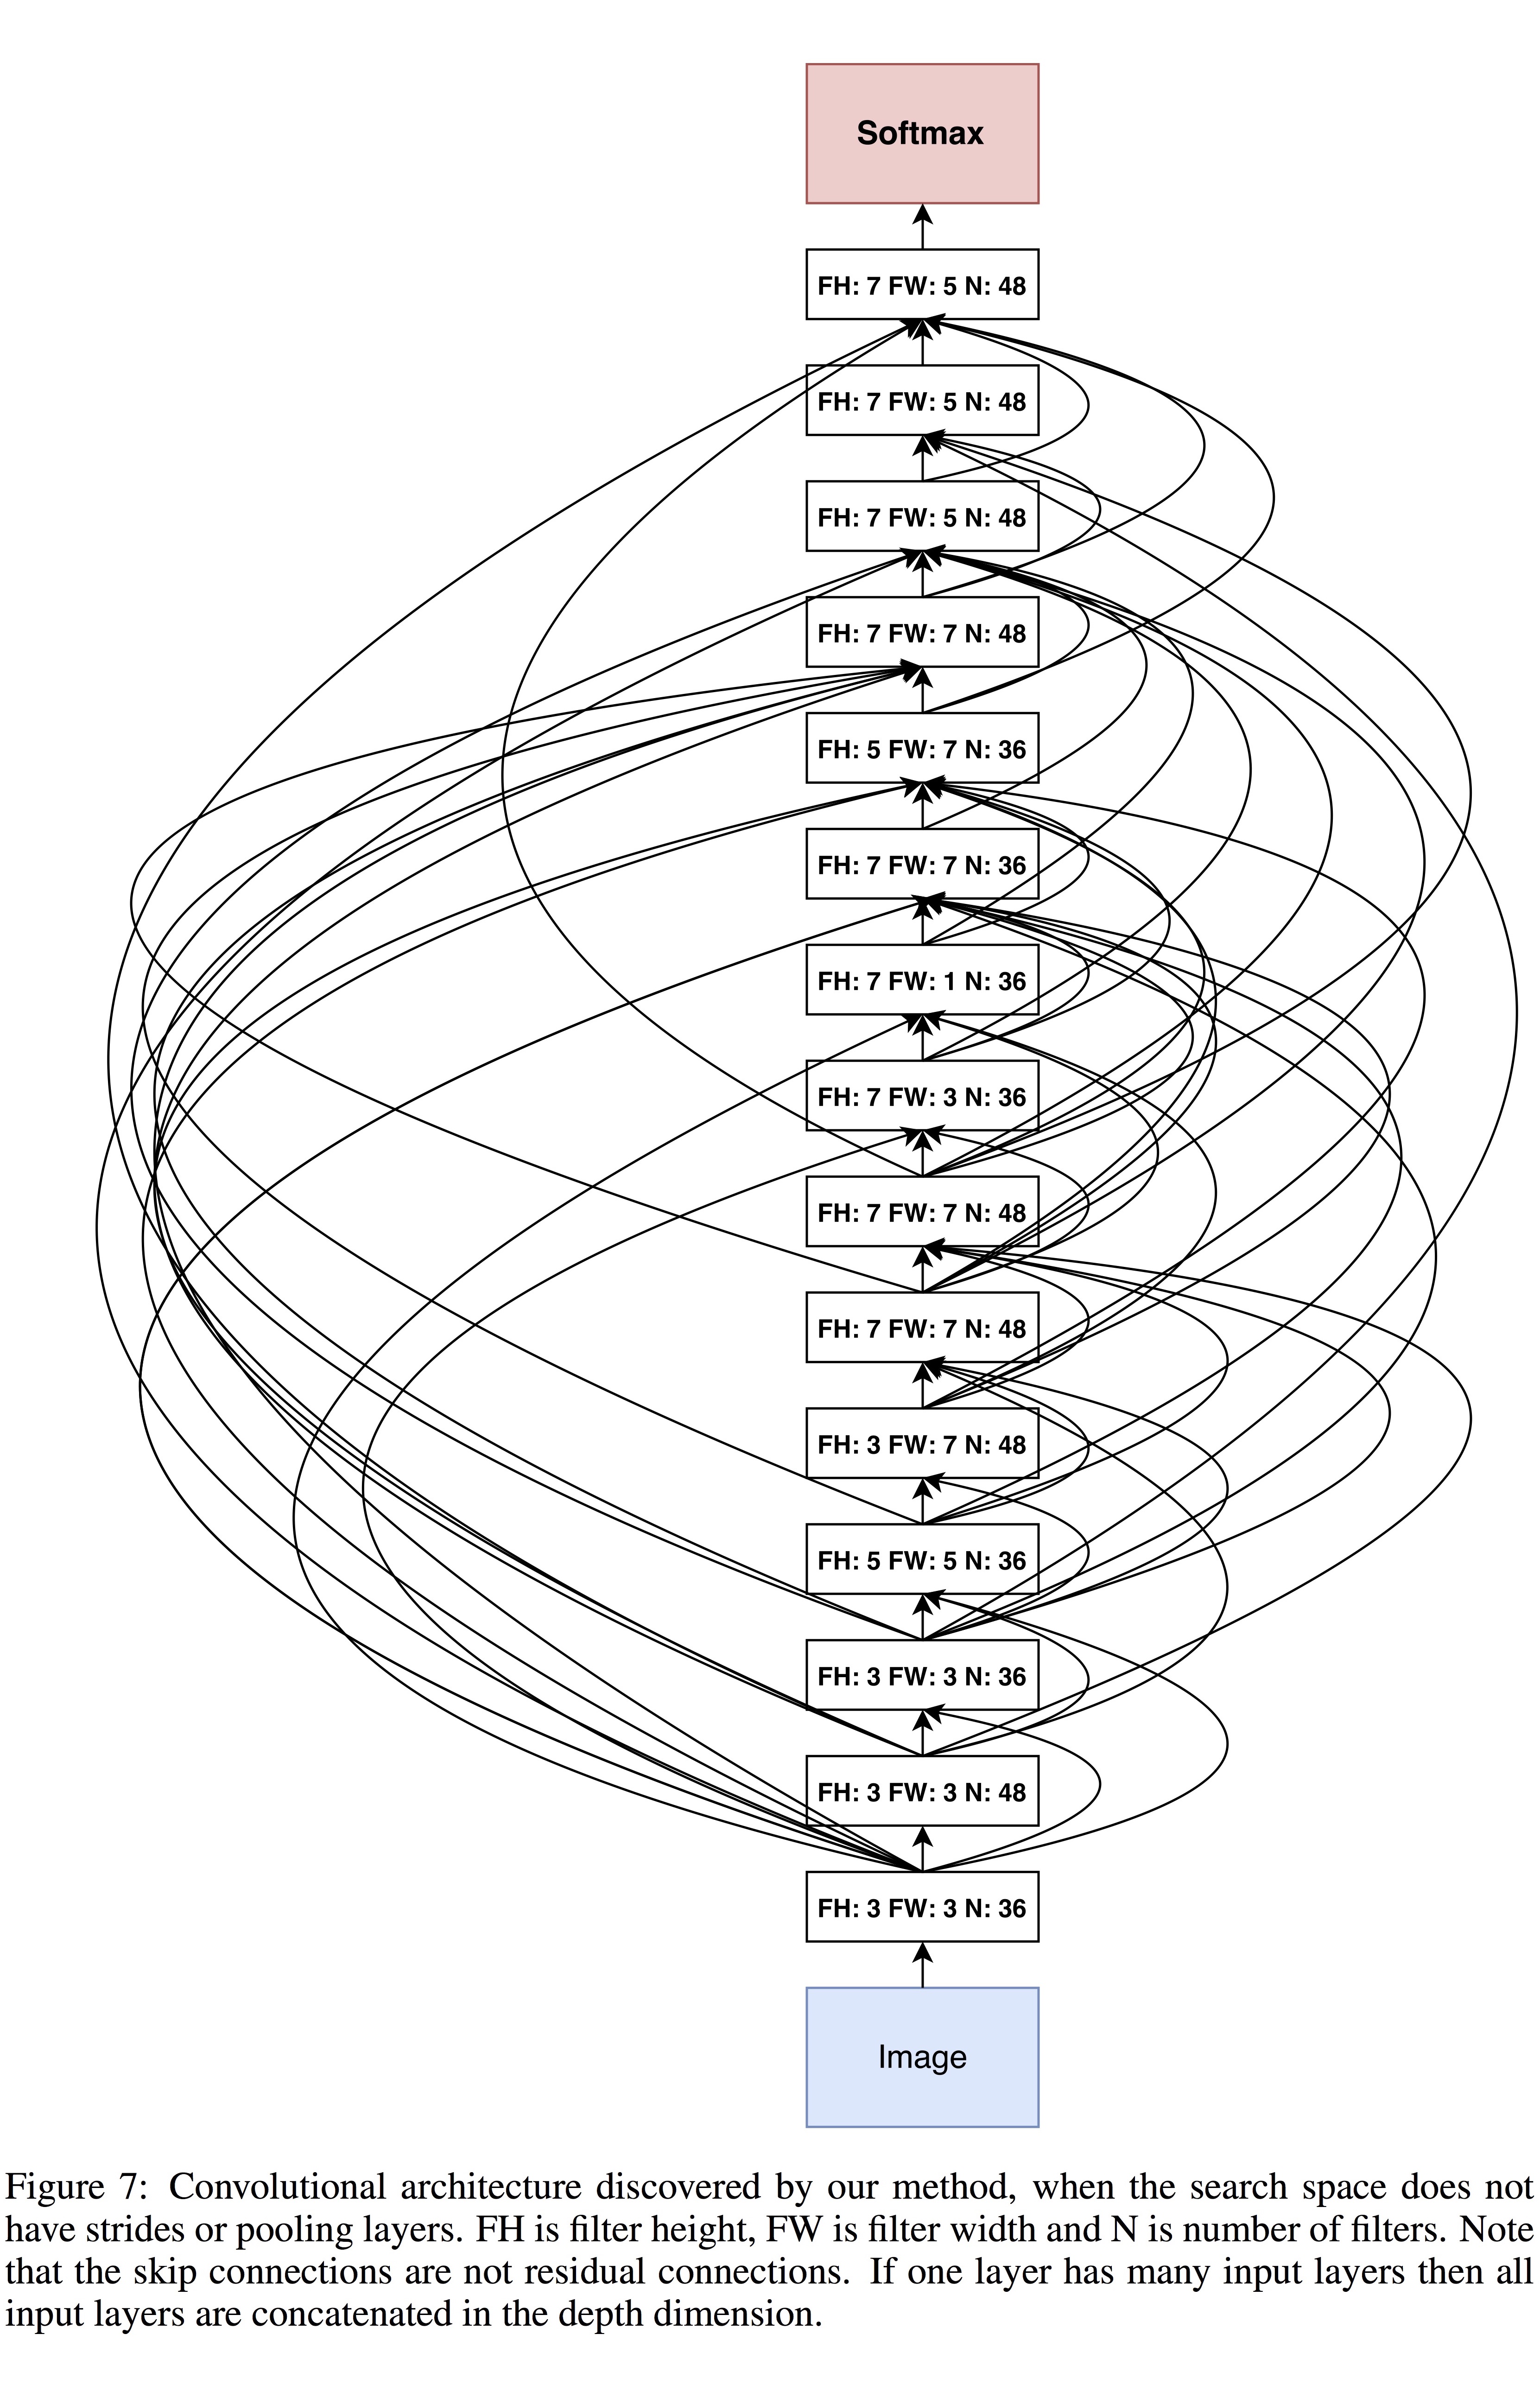 Softmax
FH: 7 FW: 5 N: 48
FH: 7 FW: 5 N: 48
FH: 7 FW: 5 N: 48
FH: 7 FW: 7 N: 48
FH: 5 FW: 7 N: 36
FH: 7 FW: 7 N: 36
FH: 7 FW: 1 N: 36
FH: 7 FW: 3 N: 36
FH: 7 FW: 7 N: 48
FH: 7 FW: 7 N: 48
FH: 3 FW: 7 N: 48
FH: 5 FW: 5 N: 36
FH: 3 FW: 3 N: 36
FH: 3 FW: 3 N: 48
FH: 3 FW: 3 N: 36
Image
Figure 7: Convolutional architecture discovered by our method, when the search space does not
have strides or pooling layers. FH is filter height, FW is filter width and N is number of filters. Note
that the skip connections are not residual connections. If one layer has many input layers then all
input layers are concatenated in the depth dimension.